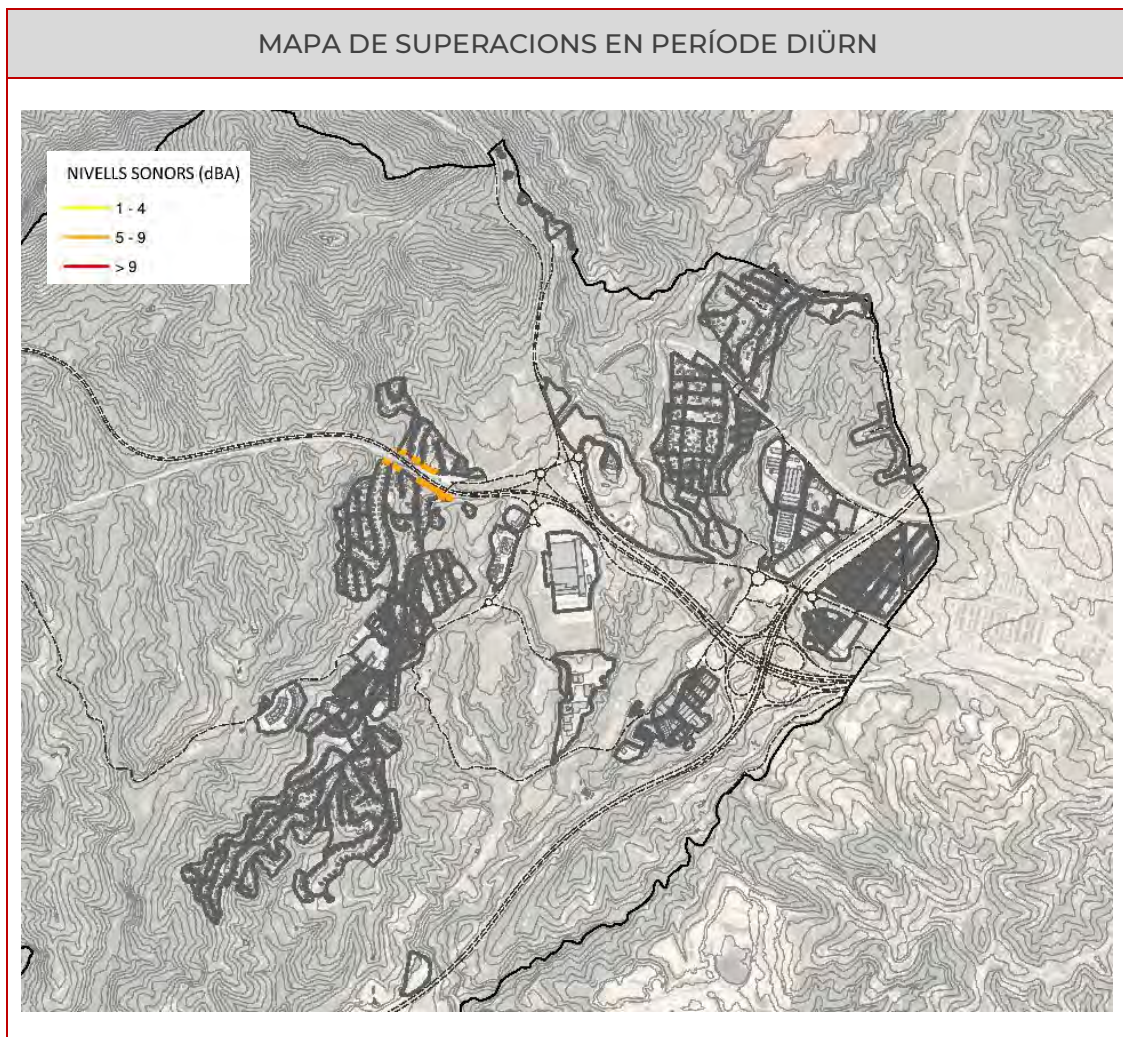 MAPA DE SUPERACIONS EN PERÍODE DIÜRN
NIVELLS SONORS (dBA)
1 - 4
5 - 9
> 9